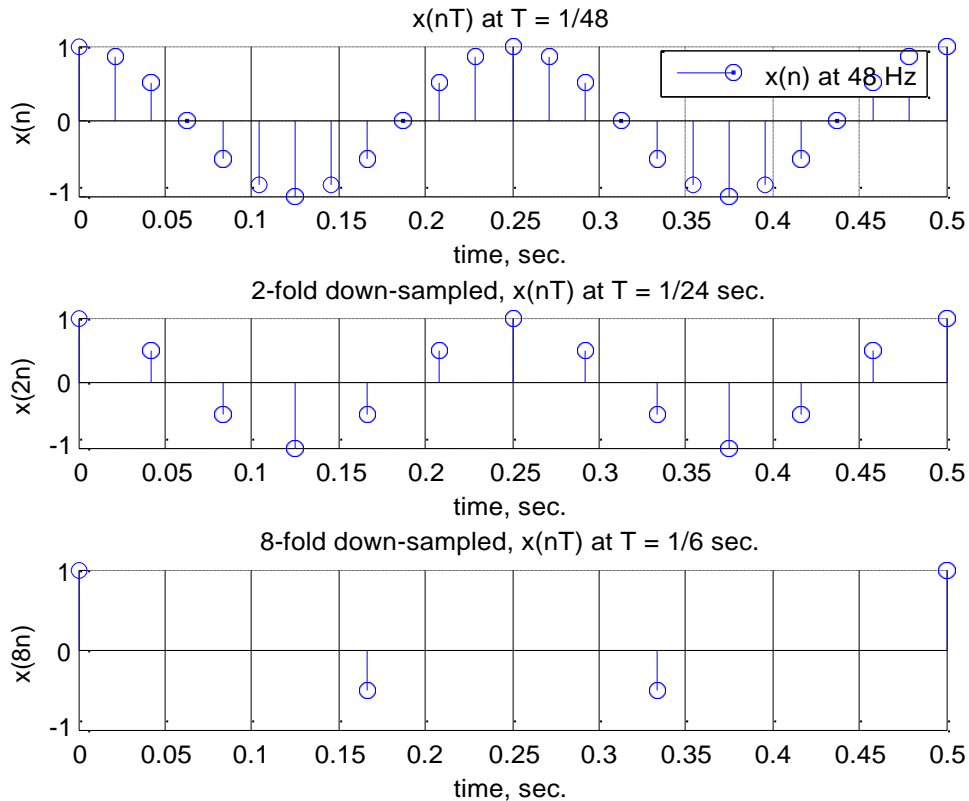 x(nT) at T = 1/48
1
0
-1
x(n)
x(n) at 48 Hz
0 0.05 0.1 0.15 0.2 0.25 0.3 0.35 0.4 0.45 0.5
time, sec.
2-fold down-sampled, x(nT) at T = 1/24 sec.
1
0
-1
x(2n)
0 0.05 0.1 0.15 0.2 0.25 0.3 0.35 0.4 0.45 0.5
time, sec.
8-fold down-sampled, x(nT) at T = 1/6 sec.
1
0
-1
x(8n)
0 0.05 0.1 0.15 0.2 0.25 0.3 0.35 0.4 0.45 0.5
time, sec.